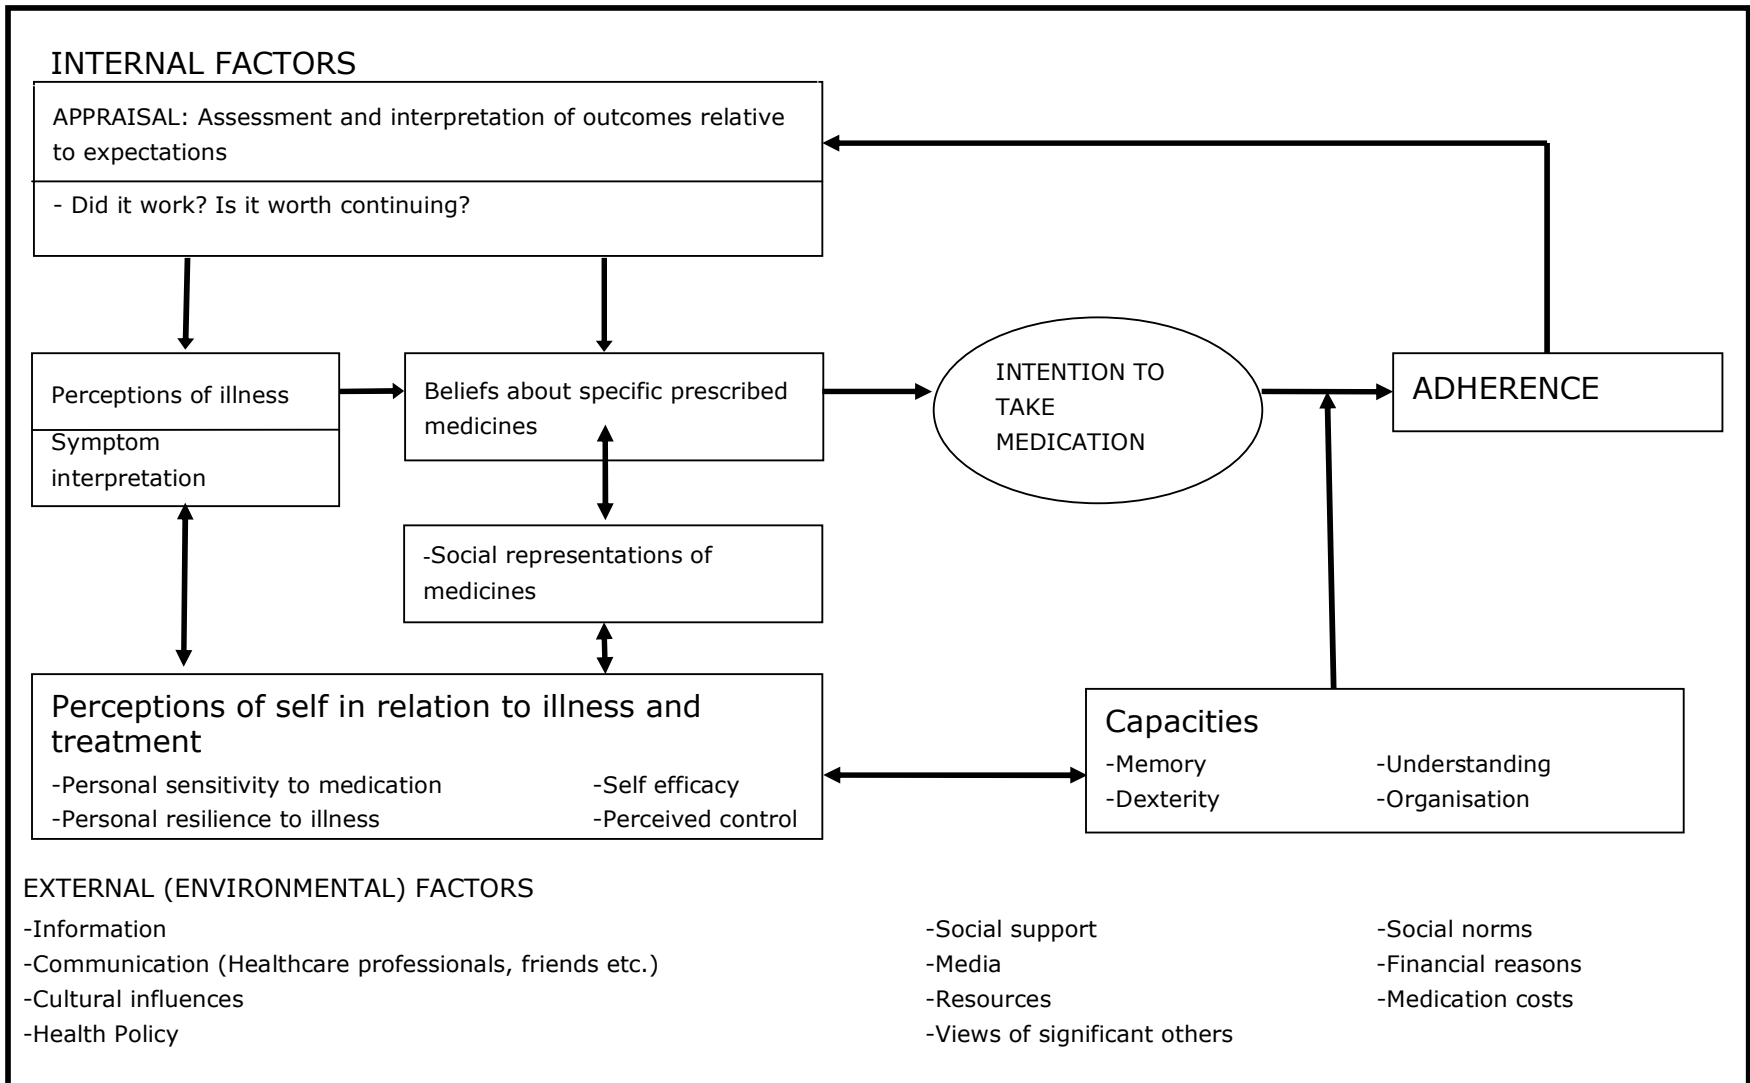 INTERNAL FACTORS
APPRAISAL: Assessment and interpretation of outcomes relative
to expectations
- Did it work? Is it worth continuing?
Perceptions of illness
Symptom
interpretation
Beliefs about specific prescribed
medicines
INTENTION TO
TAKE
MEDICATION
ADHERENCE
-Social representations of
medicines
Perceptions of self in relation to illness and
treatment
-Personal sensitivity to medication
-Self efficacy
-Personal resilience to illness
-Perceived control
Capacities
-Memory
-Understanding
-Dexterity
-Organisation
EXTERNAL (ENVIRONMENTAL) FACTORS
-Information
-Communication (Healthcare professionals, friends etc.)
-Cultural influences
-Health Policy
-Social support
-Media
-Resources
-Views of significant others
-Social norms
-Financial reasons
-Medication costs